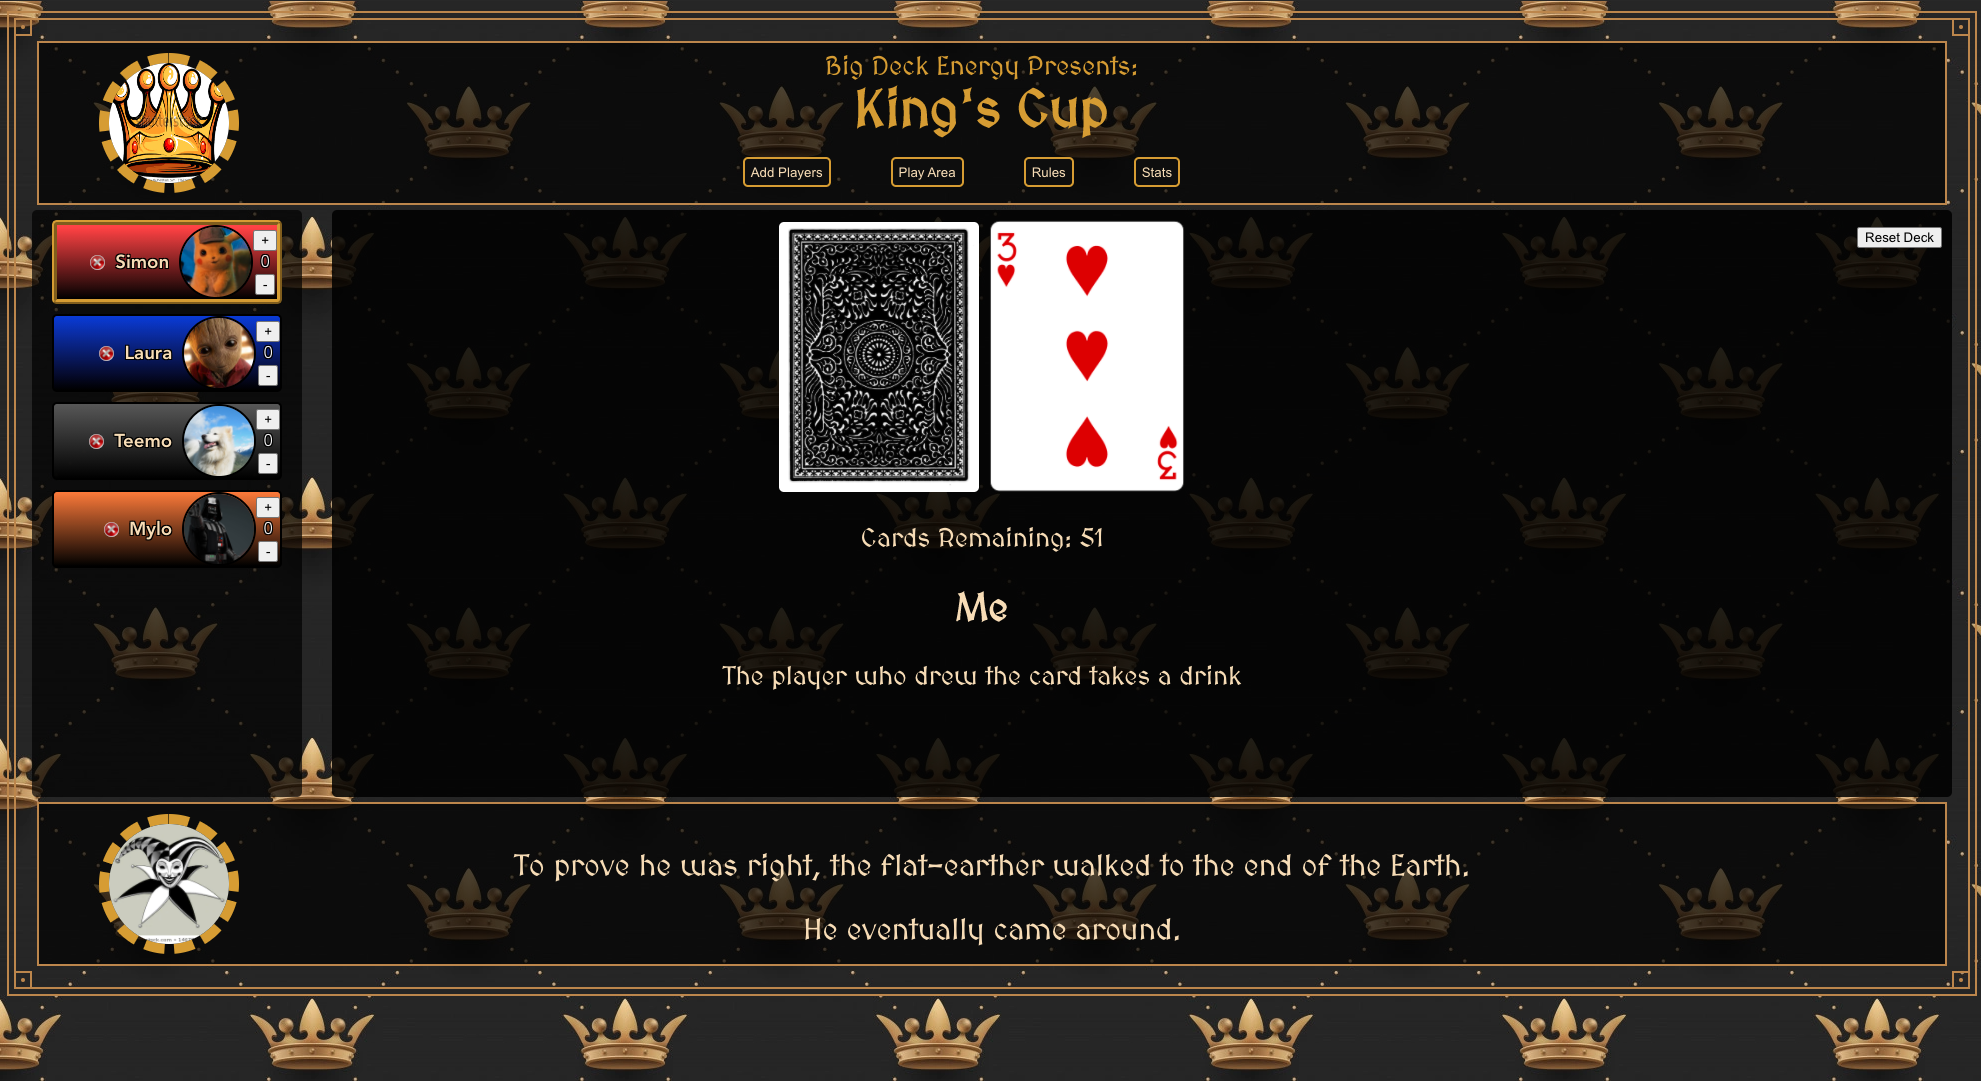 Big Deck Energy Presents:
King's Cup
Add Players
Play Area
Rules
Stats
Simon
+
0
-
Laura
+
0
-
Teemo
+
0
-
Mylo
+
0
-
3
3
Reset Deck
Cards Remaining: 51
Me
The player who drew the card takes a drink
To prove he was right, the flat-earther walked to the end of the Earth.
He eventually came around.